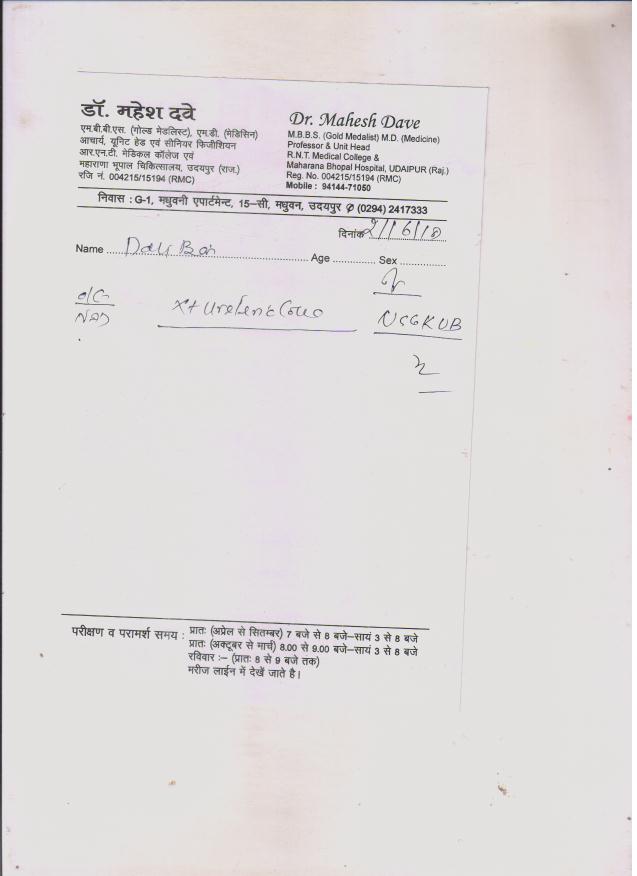 डॉ. महेश दवे
एम.बी.बी.एस. (गोल्ड मेडलिस्ट), एम.डी. (मेडिसिन)
आचार्य, यूनिट हेड एवं सीनियर फिजीशियन
आर.एन.टी. मेडिकल कॉलेज एवं
महाराणा भूपाल चिकित्सालय, उदयपुर (राज.)
रजि नं. 004215/15194 (RMC)
Dr. Mahesh Dave
M.B.B.S. (Gold Medalist) M.D. (Medicine)
Professor & Unit Head
R.N.T. Medical College &
Maharana Bhopal Hospital, UDAIPUR (Raj.)
Reg. No. 004215/15194 (RMC)
Mobile : 94144-71050
निवास : G-1, मधुवनी एपार्टमेन्ट, 15-सी, मधुवन, उदयपुर ✆ (0294) 2417333
दिनांक
Name Age Sex
O/C
NAD
USG KUB
परीक्षण व परामर्श समय : प्रातः (अप्रेल से सितम्बर) 7 बजे से 8 बजे-सायं 3 से 8 बजे
प्रातः (अक्टूबर से मार्च) 8.00 से 9.00 बजे-सायं 3 से 8 बजे
रविवार :- (प्रातः 8 से 9 बजे तक)
मरीज लाईन में देखें जाते है।